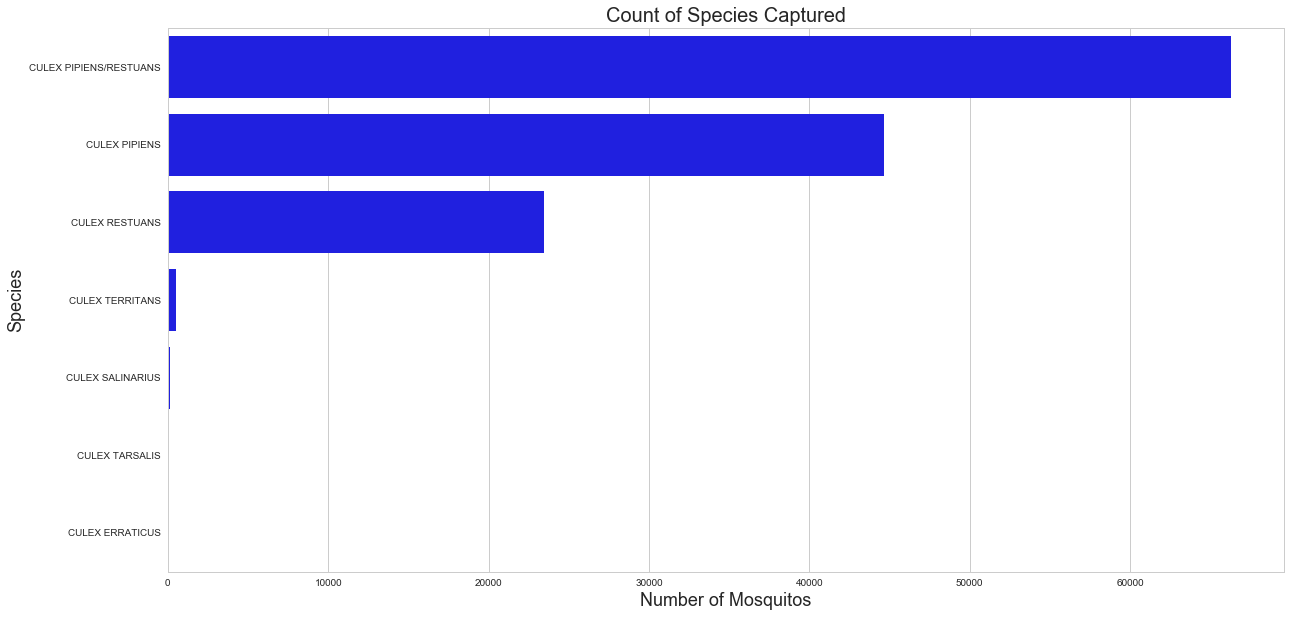 Count of Species Captured
Species
CULEX PIPIENS/RESTUANS
CULEX PIPIENS
CULEX RESTUANS
CULEX TERRITANS
CULEX SALINARIUS
CULEX TARSALIS
CULEX ERRATICUS
0 10000 20000 30000 40000 50000 60000
Number of Mosquitos